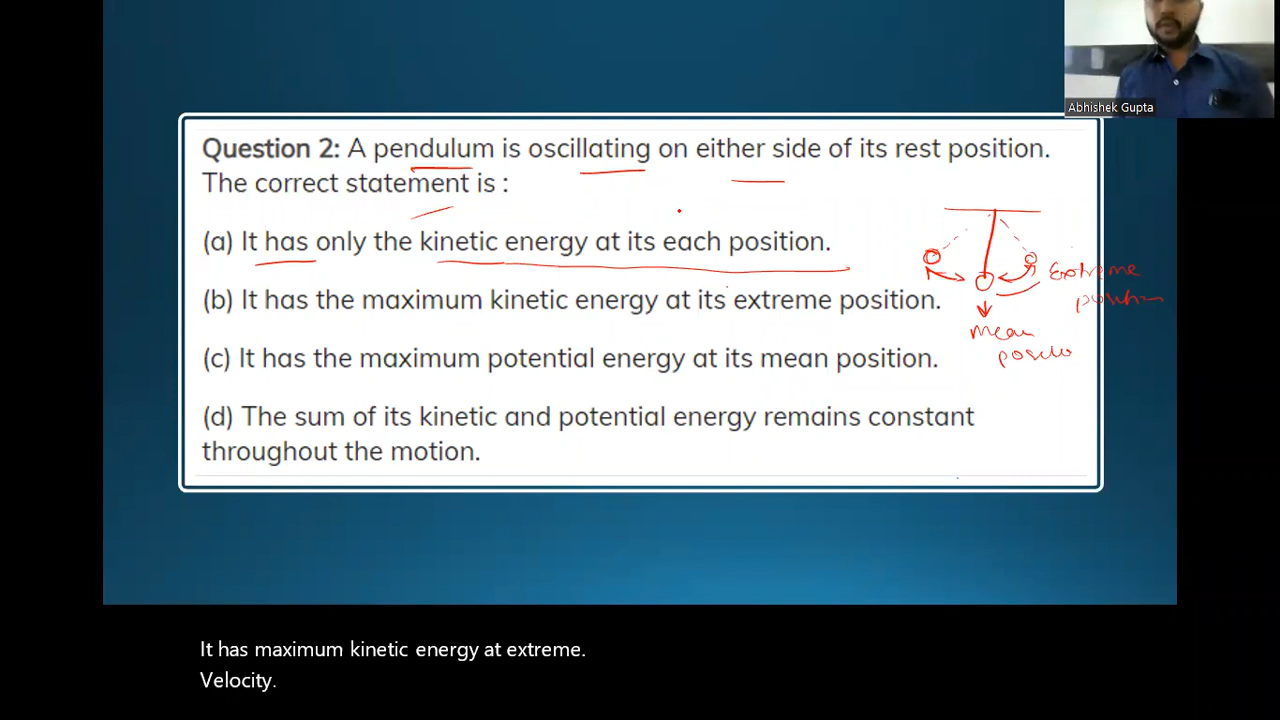 Abhishek Gupta
Question 2: A pendulum is oscillating on either side of its rest position.
The correct statement is :
(a) It has only the kinetic energy at its each position.
(b) It has the maximum kinetic energy at its extreme position.
(c) It has the maximum potential energy at its mean position.
(d) The sum of its kinetic and potential energy remains constant
throughout the motion.
Extreme
position
Mean
It has maximum kinetic energy at extreme.
Velocity.